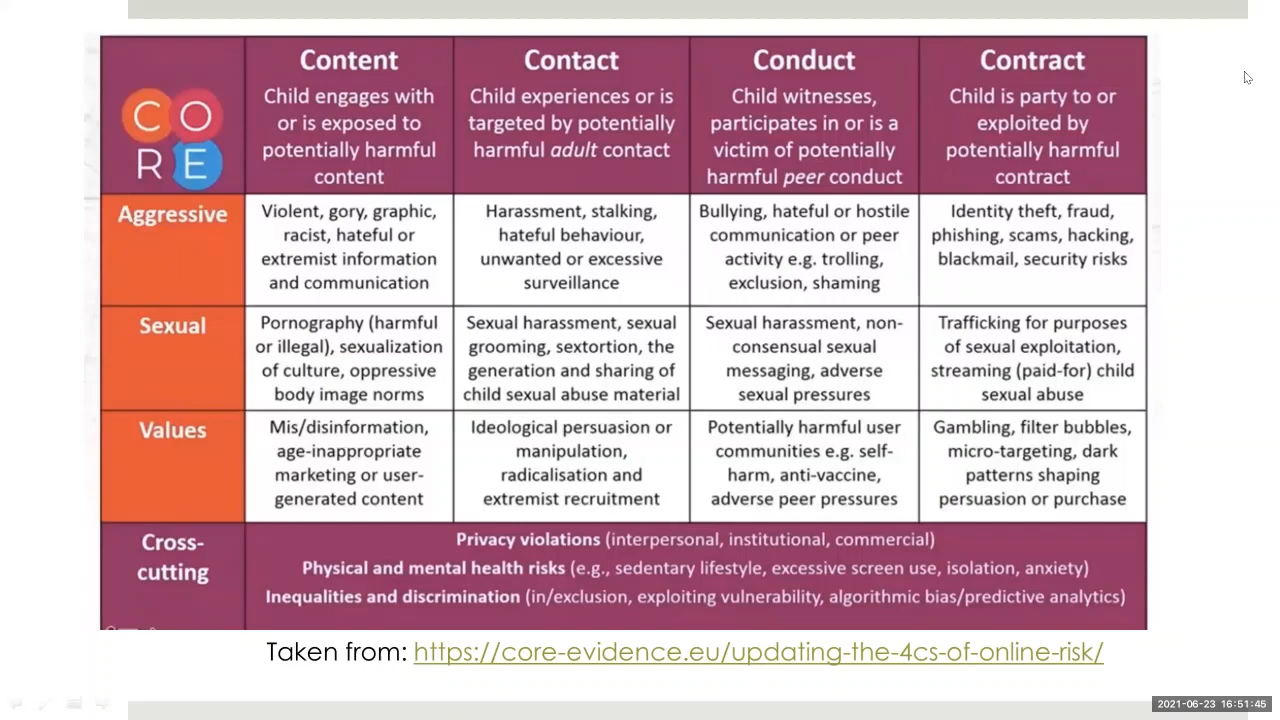 CO
RE
Content
Child engages with
or is exposed to
potentially harmful
content
Contact
Child experiences or is
targeted by potentially
harmful adult contact
Conduct
Child witnesses,
participates in or is a
victim of potentially
harmful peer conduct
Contract
Child is party to or
exploited by
potentially harmful
contract
Aggressive
Violent, gory, graphic,
racist, hateful or
extremist information
and communication
Harassment, stalking,
hateful behaviour,
unwanted or excessive
surveillance
Bullying, hateful or hostile
communication or peer
activity e.g. trolling,
exclusion, shaming
Identity theft, fraud,
phishing, scams, hacking,
blackmail, security risks
Sexual
Pornography (harmful
or illegal), sexualization
of culture, oppressive
body image norms
Sexual harassment, sexual
grooming, sextortion, the
generation and sharing of
child sexual abuse material
Sexual harassment, non-
consensual sexual
messaging, adverse
sexual pressures
Trafficking for purposes
of sexual exploitation,
streaming (paid-for) child
sexual abuse
Values
Mis/disinformation,
age-inappropriate
marketing or user-
generated content
Ideological persuasion or
manipulation,
radicalisation and
extremist recruitment
Potentially harmful user
communities e.g. self-
harm, anti-vaccine,
adverse peer pressures
Gambling, filter bubbles,
micro-targeting, dark
patterns shaping
persuasion or purchase
Cross-
cutting
Privacy violations (interpersonal, institutional, commercial)
Physical and mental health risks (e.g., sedentary lifestyle, excessive screen use, isolation, anxiety)
Inequalities and discrimination (in/exclusion, exploiting vulnerability, algorithmic bias/predictive analytics)
Taken from: https://core-evidence.eu/updating-the-4cs-of-online-risk/
2021-06-23 16:51:45